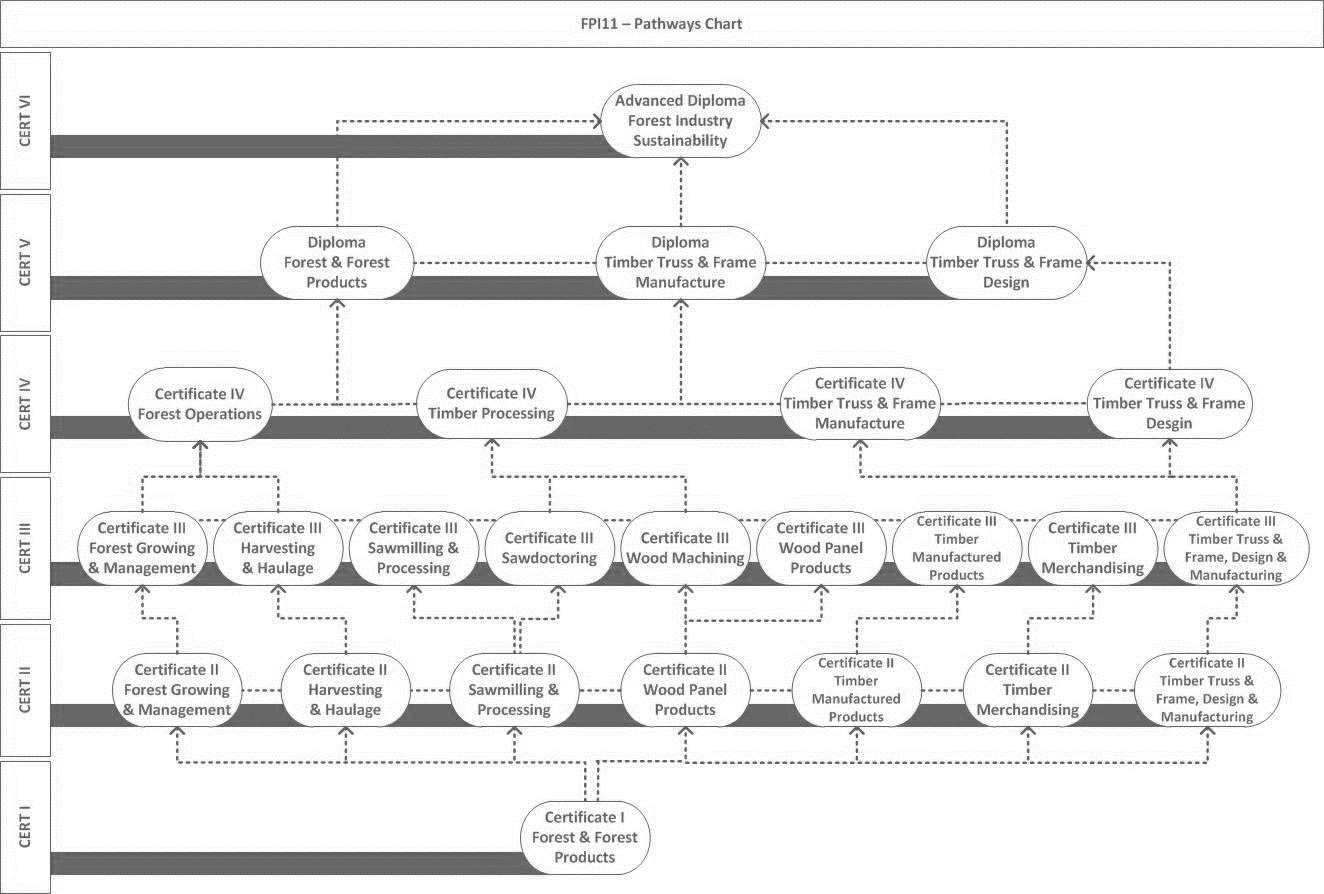 FPI11 – Pathways Chart
CERT VI
Advanced Diploma
Forest Industry
Sustainability
CERT V
Diploma
Forest & Forest
Products
Diploma
Timber Truss & Frame
Manufacture
Diploma
Timber Truss & Frame
Design
CERT IV
Certificate IV
Forest Operations
Certificate IV
Timber Processing
Certificate IV
Timber Truss & Frame
Manufacture
Certificate IV
Timber Truss & Frame
Desgin
CERT III
Certificate III
Forest Growing
& Management
Certificate III
Harvesting
& Haulage
Certificate III
Sawmilling &
Processing
Certificate III
Sawdoctoring
Certificate III
Wood Machining
Certificate III
Wood Panel
Products
Certificate III
Timber
Manufactured
Products
Certificate III
Timber
Merchandising
Certificate III
Timber Truss &
Frame, Design &
Manufacturing
CERT II
Certificate II
Forest Growing
& Management
Certificate II
Harvesting
& Haulage
Certificate II
Sawmilling &
Processing
Certificate II
Wood Panel
Products
Certificate II
Timber
Manufactured
Products
Certificate II
Timber
Merchandising
Certificate II
Timber Truss &
Frame, Design &
Manufacturing
CERT I
Certificate I
Forest & Forest
Products